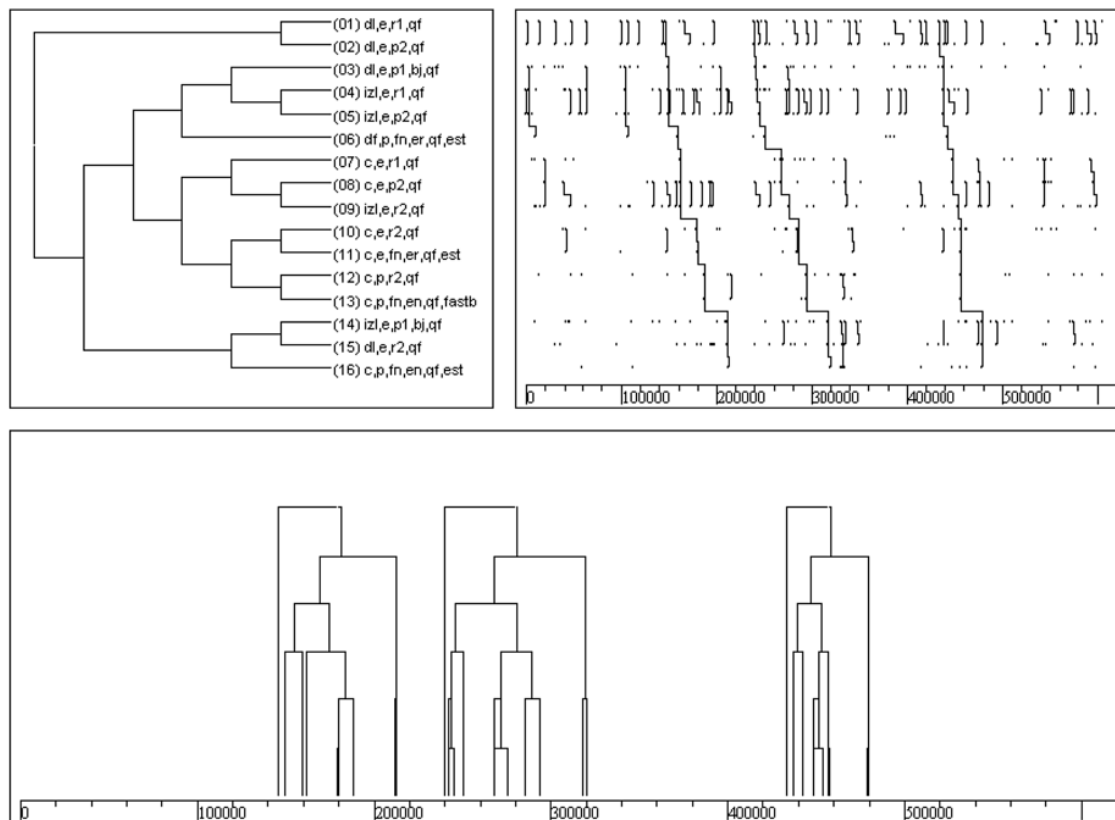 (01) dl,e,r1,qf
(02) dl,e,p2,qf
(03) dl,e,p1,bj,qf
(04) izl,e,r1,qf
(05) izl,e,p2,qf
(06) df,p,fn,er,qf,est
(07) c,e,r1,qf
(08) c,e,p2,qf
(09) izl,e,r2,qf
(10) c,e,r2,qf
(11) c,e,fn,er,qf,est
(12) c,p,r2,qf
(13) c,p,fn,en,qf,fastb
(14) izl,e,p1,bj,qf
(15) dl,e,r2,qf
(16) c,p,fn,en,qf,est
0 100000 200000 300000 400000 500000
0 100000 200000 300000 400000 500000